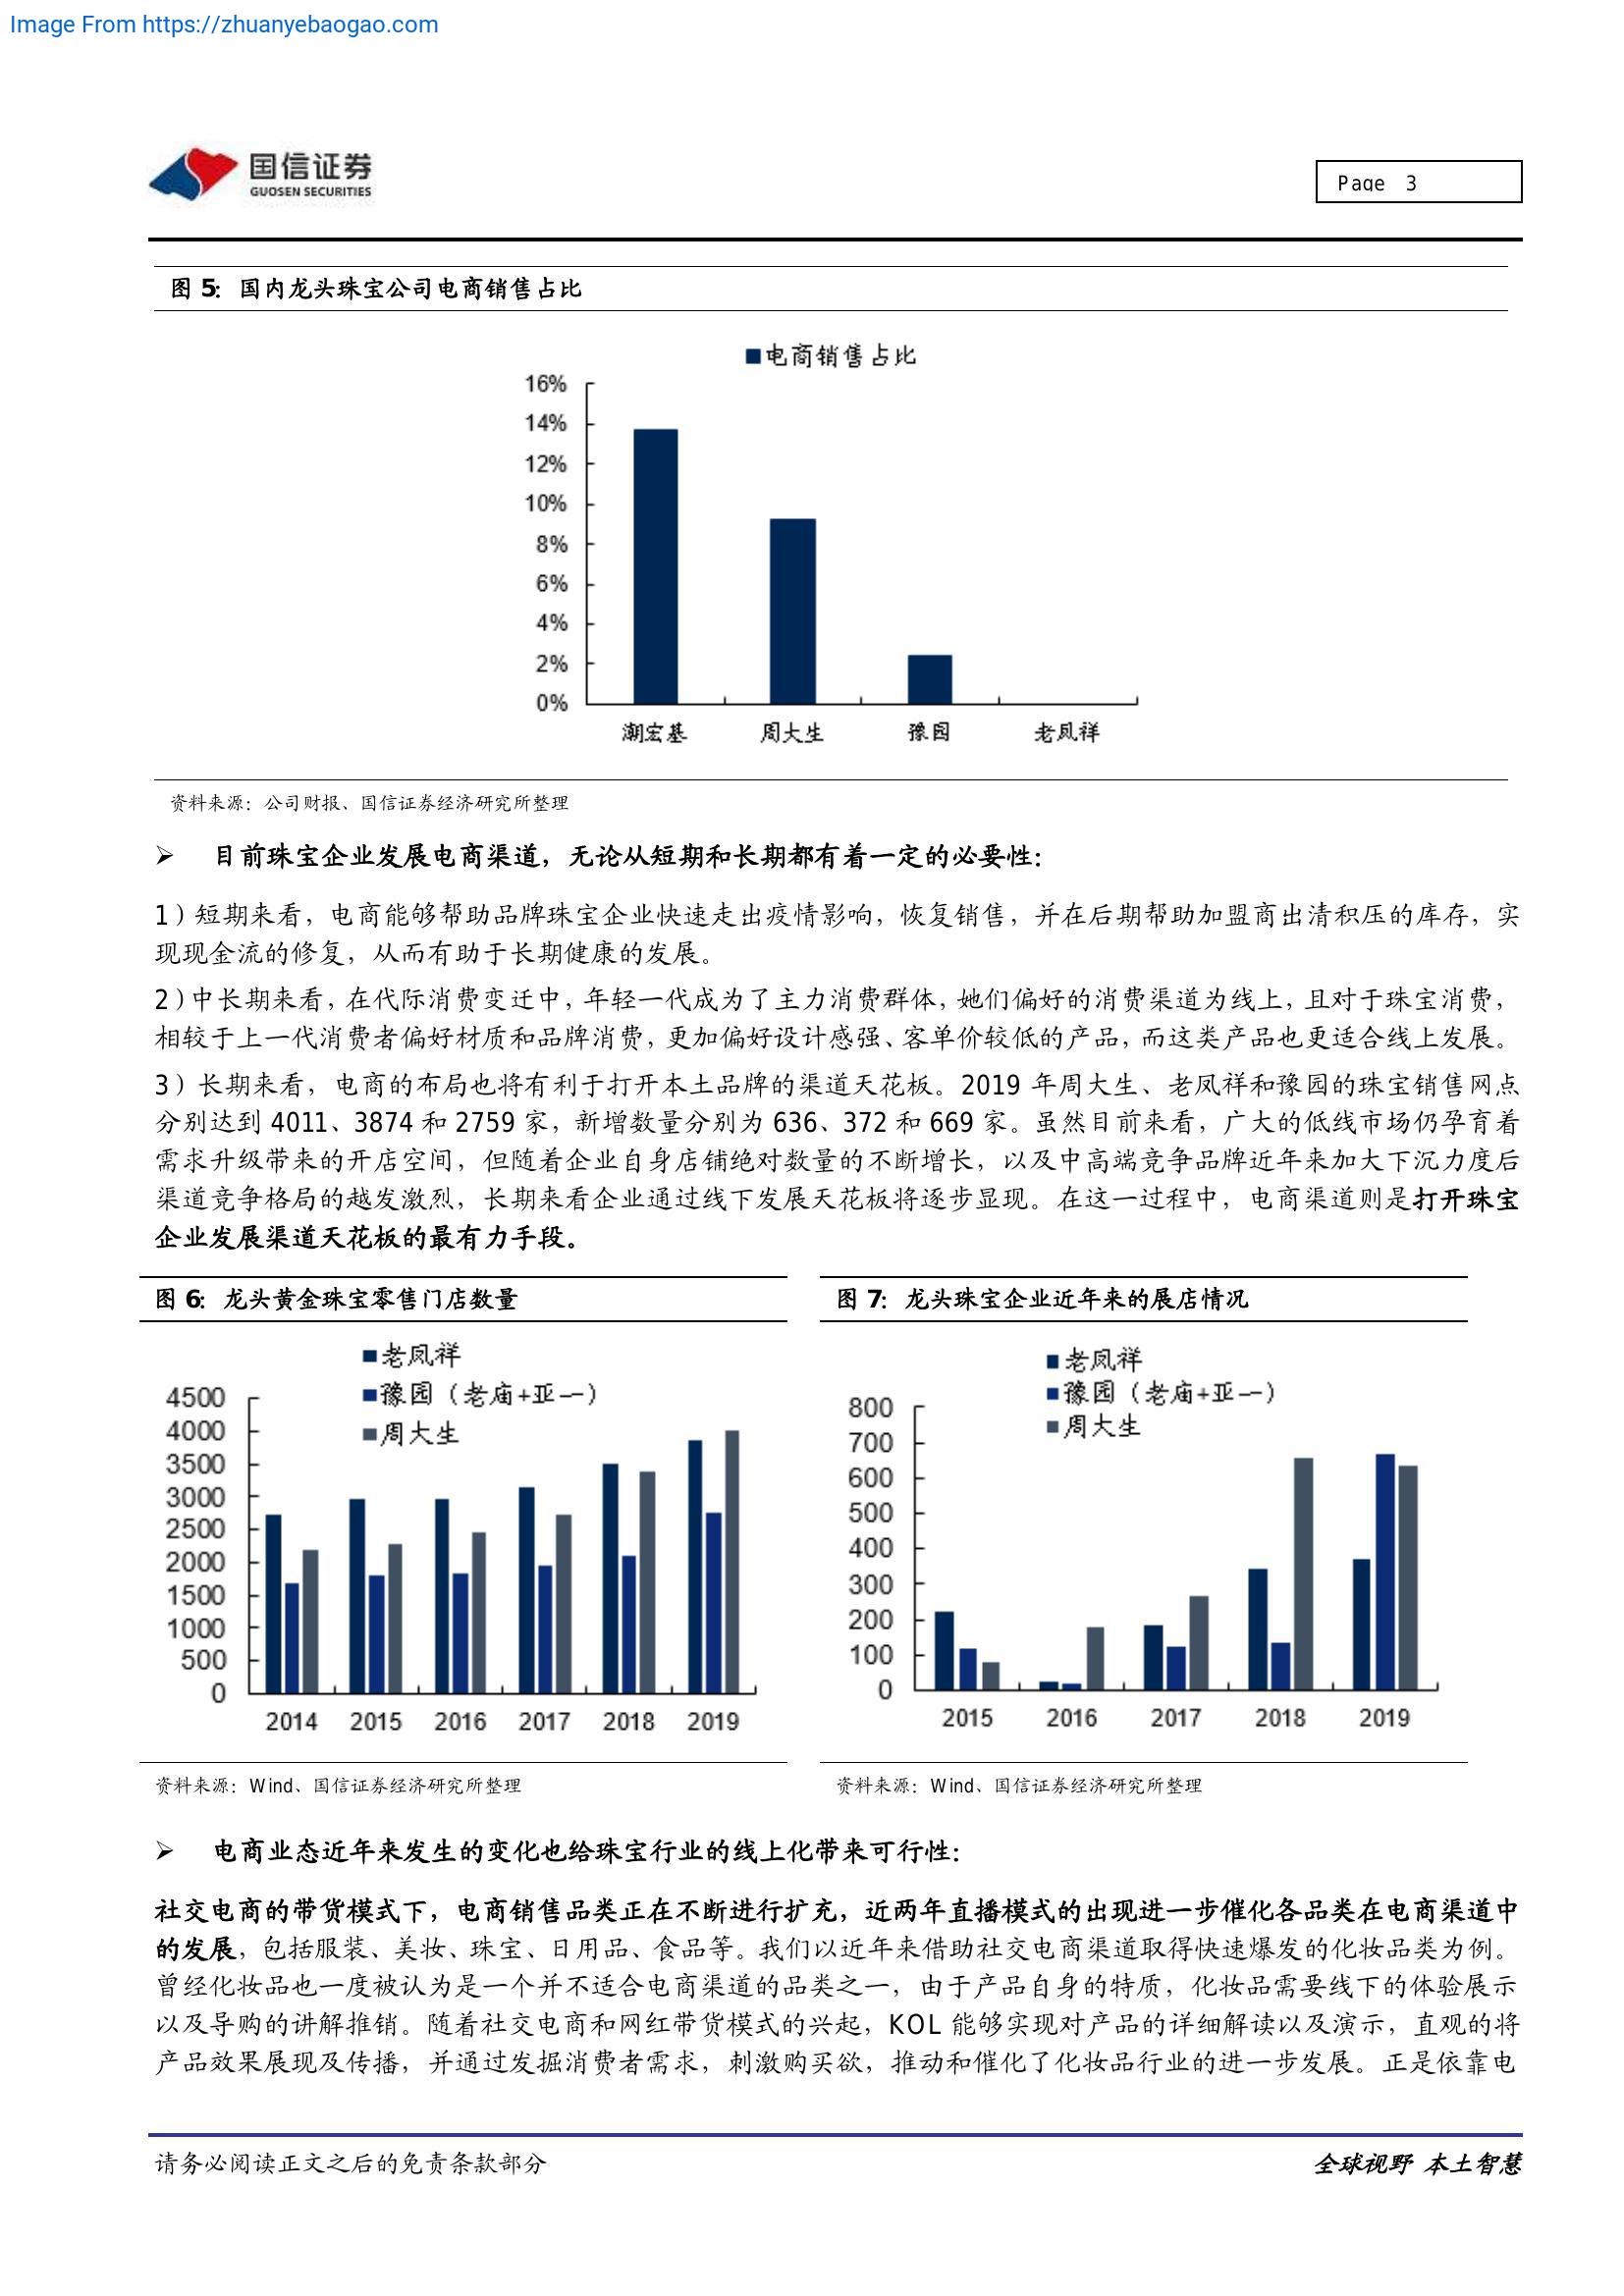 Image From https://zhuanyebaogao.com
国信证券
GUOSEN SECURITIES
Page 3
图 5：国内龙头珠宝公司电商销售占比
电商销售占比
16%
14%
12%
10%
8%
6%
4%
2%
0%
潮宏基 周大生 豫园 老凤祥
资料来源：公司财报、国信证券经济研究所整理
➢ 目前珠宝企业发展电商渠道，无论从短期和长期都有着一定的必要性：
1）短期来看，电商能够帮助品牌珠宝企业快速走出疫情影响，恢复销售，并在后期帮助加盟商出清积压的库存，实
现现金流的修复，从而有助于长期健康的发展。
2）中长期来看，在代际消费变迁中，年轻一代成为了主力消费群体，她们偏好的消费渠道为线上，且对于珠宝消费，
相较于上一代消费者偏好材质和品牌消费，更加偏好设计感强、客单价较低的产品，而这类产品也更适合线上发展。
3）长期来看，电商的布局也将有利于打开本土品牌的渠道天花板。2019 年周大生、老凤祥和豫园的珠宝销售网点
分别达到 4011、3874 和 2759 家，新增数量分别为 636、372 和 669 家。虽然目前来看，广大的低线市场仍孕育着
需求升级带来的开店空间，但随着企业自身店铺绝对数量的不断增长，以及中高端竞争品牌近年来加大下沉力度后
渠道竞争格局的越发激烈，长期来看企业通过线下发展天花板将逐步显现。在这一过程中，电商渠道则是打开珠宝
企业发展渠道天花板的最有力手段。
图 6：龙头黄金珠宝零售门店数量
老凤祥
豫园（老庙+亚一）
周大生
4500
4000
3500
3000
2500
2000
1500
1000
500
0
2014 2015 2016 2017 2018 2019
资料来源：Wind、国信证券经济研究所整理
图 7：龙头珠宝企业近年来的展店情况
老凤祥
豫园（老庙+亚一）
周大生
800
700
600
500
400
300
200
100
0
2015 2016 2017 2018 2019
资料来源：Wind、国信证券经济研究所整理
➢ 电商业态近年来发生的变化也给珠宝行业的线上化带来可行性：
社交电商的带货模式下，电商销售品类正在不断进行扩充，近两年直播模式的出现进一步催化各品类在电商渠道中
的发展，包括服装、美妆、珠宝、日用品、食品等。我们以近年来借助社交电商渠道取得快速爆发的化妆品类为例。
曾经化妆品也一度被认为是一个并不适合电商渠道的品类之一，由于产品自身的特质，化妆品需要线下的体验展示
以及导购的讲解推销。随着社交电商和网红带货模式的兴起，KOL 能够实现对产品的详细解读以及演示，直观的将
产品效果展现及传播，并通过发掘消费者需求，刺激购买欲，推动和催化了化妆品行业的进一步发展。正是依靠电
请务必阅读正文之后的免责条款部分
全球视野 本土智慧